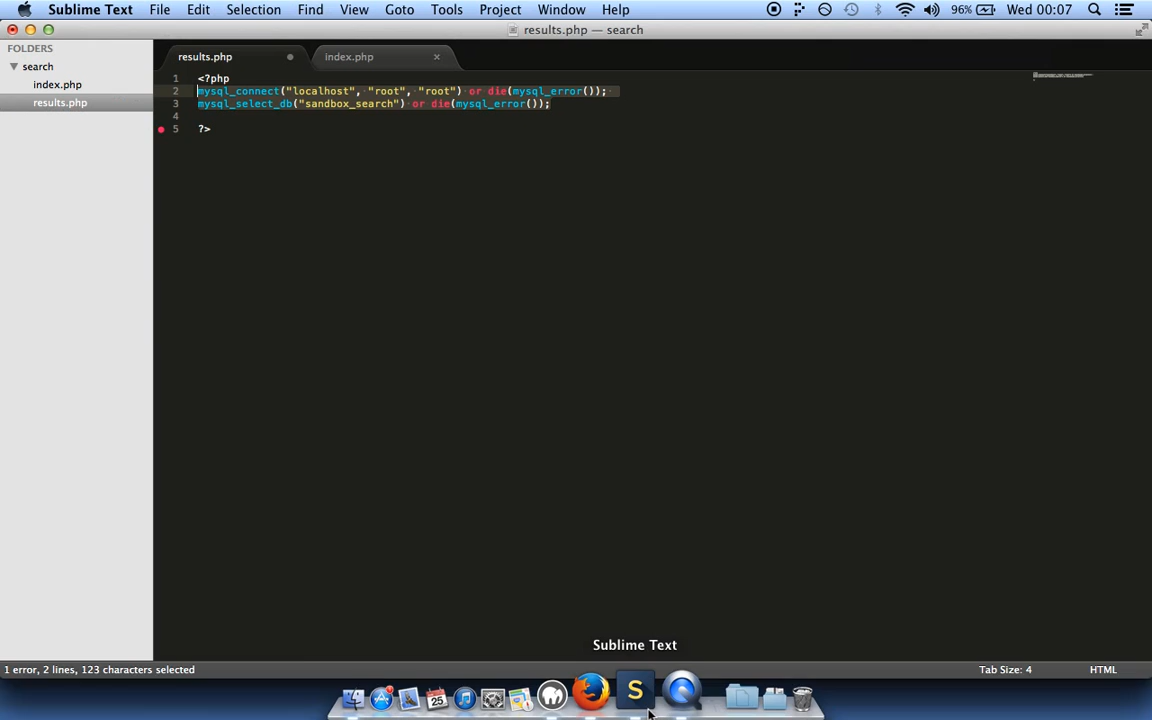 Sublime Text File Edit Selection Find View Goto Tools Project Window Help 96% Wed 00:07
results.php — search
FOLDERS
search
index.php
results.php
results.php index.php
1 <?php
2 mysql_connect("localhost", "root", "root") or die(mysql_error());
3 mysql_select_db("sandbox_search") or die(mysql_error());
4
5 ?>
Sublime Text
1 error, 2 lines, 123 characters selected Tab Size: 4 HTML
25
S